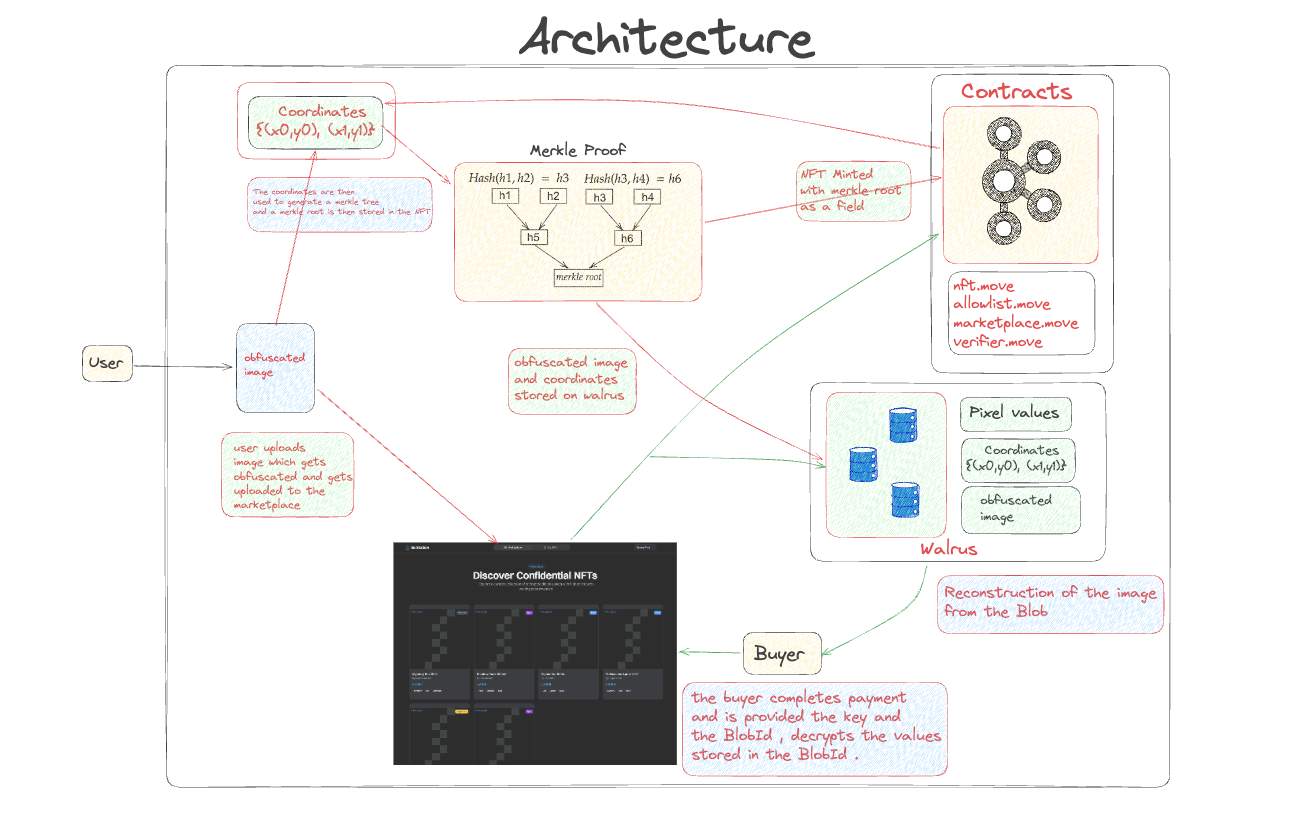 Architecture
Coordinates
{(x0,y0), (x1,y1)}
The coordinates are then
used to generate a merkle tree
and a merkle root is then stored in the NFT
Merkle Proof
Hash(h1, h2) = h3 Hash(h3, h4) = h6
h1 h2 h3 h4
h5 h6
merkle root
NFT Minted
with merkle root
as a field
Contracts
nft.move
allowlist.move
marketplace.move
verifier.move
User
obfuscated
image
user uploads
image which gets
obfuscated and gets
uploaded to the
marketplace
obfuscated image
and coordinates
stored on walrus
Pixel values
Coordinates
{(x0,y0), (x1,y1)}
obfuscated
image
Walrus
Reconstruction of the image
from the Blob
Discover Confidential NFTs
Buyer
the buyer completes payment
and is provided the key and
the BlobId , decrypts the values
stored in the BlobId .